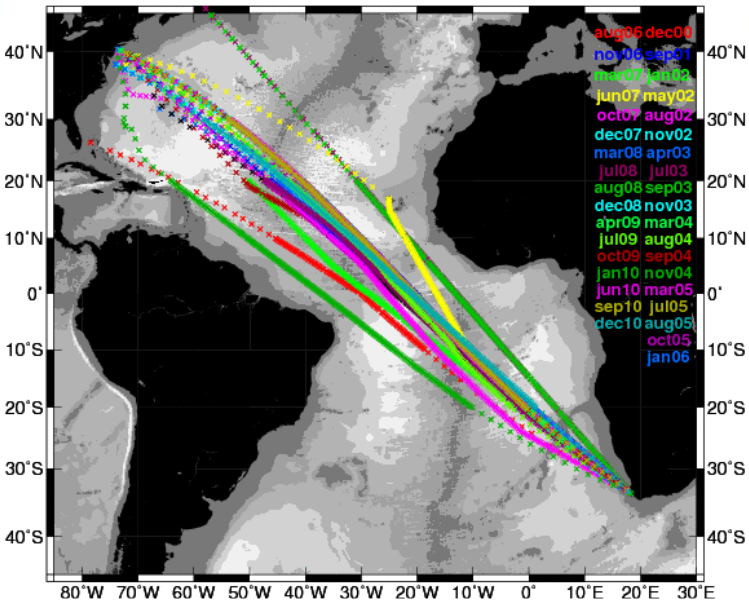 40°N
30°N
20°N
10°N
0'
10°S
20°S
30°S
40°S
aug06 dec00
nov06 sep01
mar07 jan02
jun07 may02
oct07 aug02
dec07 nov02
mar08 apr03
jul08 jul03
aug08 sep03
dec08 nov03
apr09 mar04
jul09 aug04
oct09 sep04
jan10 nov04
jun10 mar05
sep10 jul05
dec10 aug05
oct05
jan06
40°N
30°N
20°N
10°N
0'
10°S
20°S
30°S
40°S
80°W 70°W 60°W 50°W 40°W 30°W 20°W 10°W 0° 10°E 20°E 30°E